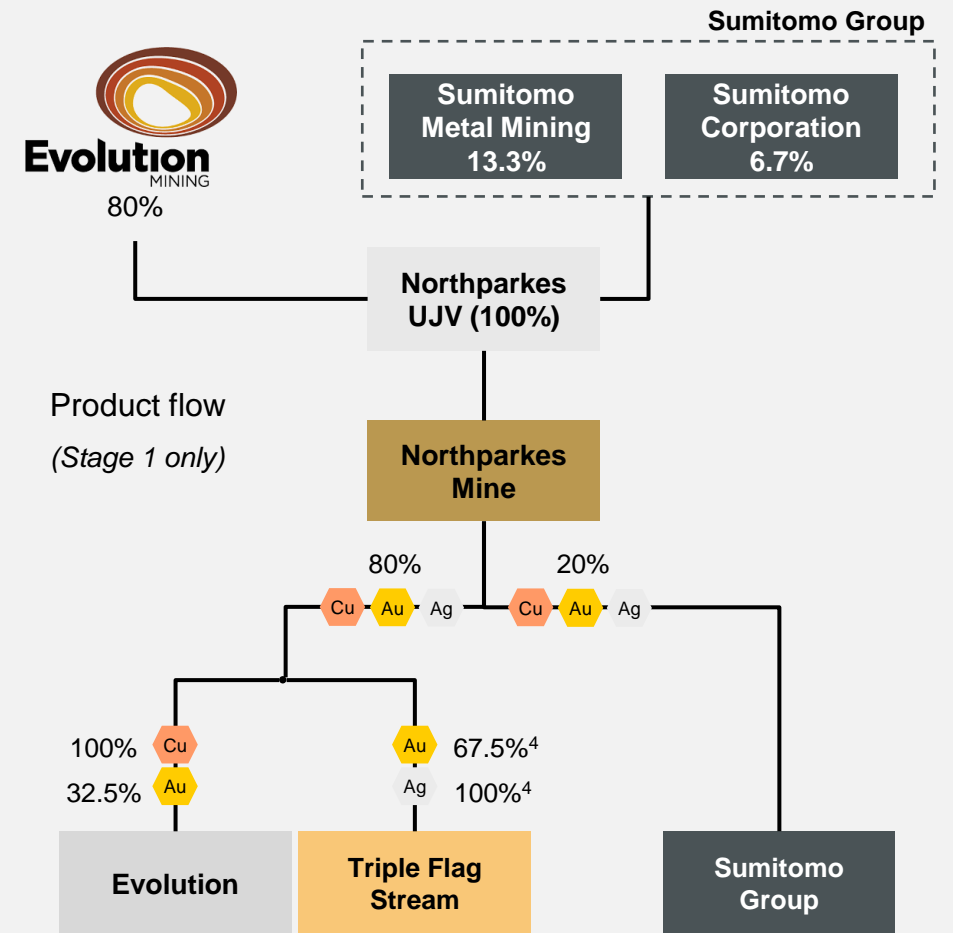 Sumitomo Group
Evolution
MINING
80%
Sumitomo
Metal Mining
13.3%
Sumitomo
Corporation
6.7%
Northparkes
UJV (100%)
Product flow
(Stage 1 only)
Northparkes
Mine
80%
20%
Cu Au Ag
Cu Au Ag
100% Cu
32.5% Au
Au 67.5%⁴
Ag 100%⁴
Evolution
Triple Flag
Stream
Sumitomo
Group